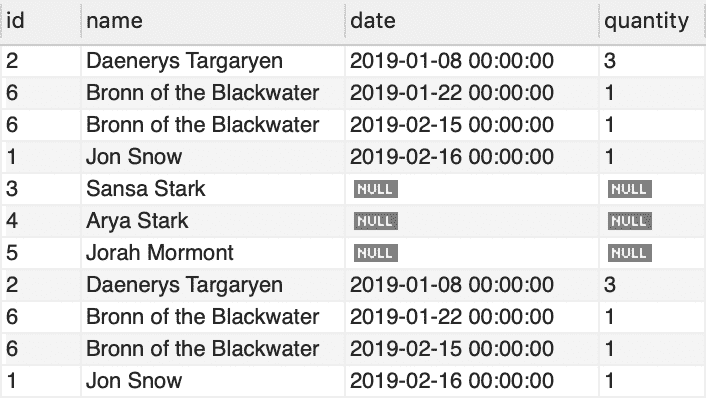 id name date quantity
2 Daenerys Targaryen 2019-01-08 00:00:00 3
6 Bronn of the Blackwater 2019-01-22 00:00:00 1
6 Bronn of the Blackwater 2019-02-15 00:00:00 1
1 Jon Snow 2019-02-16 00:00:00 1
3 Sansa Stark NULL NULL
4 Arya Stark NULL NULL
5 Jorah Mormont NULL NULL
2 Daenerys Targaryen 2019-01-08 00:00:00 3
6 Bronn of the Blackwater 2019-01-22 00:00:00 1
6 Bronn of the Blackwater 2019-02-15 00:00:00 1
1 Jon Snow 2019-02-16 00:00:00 1